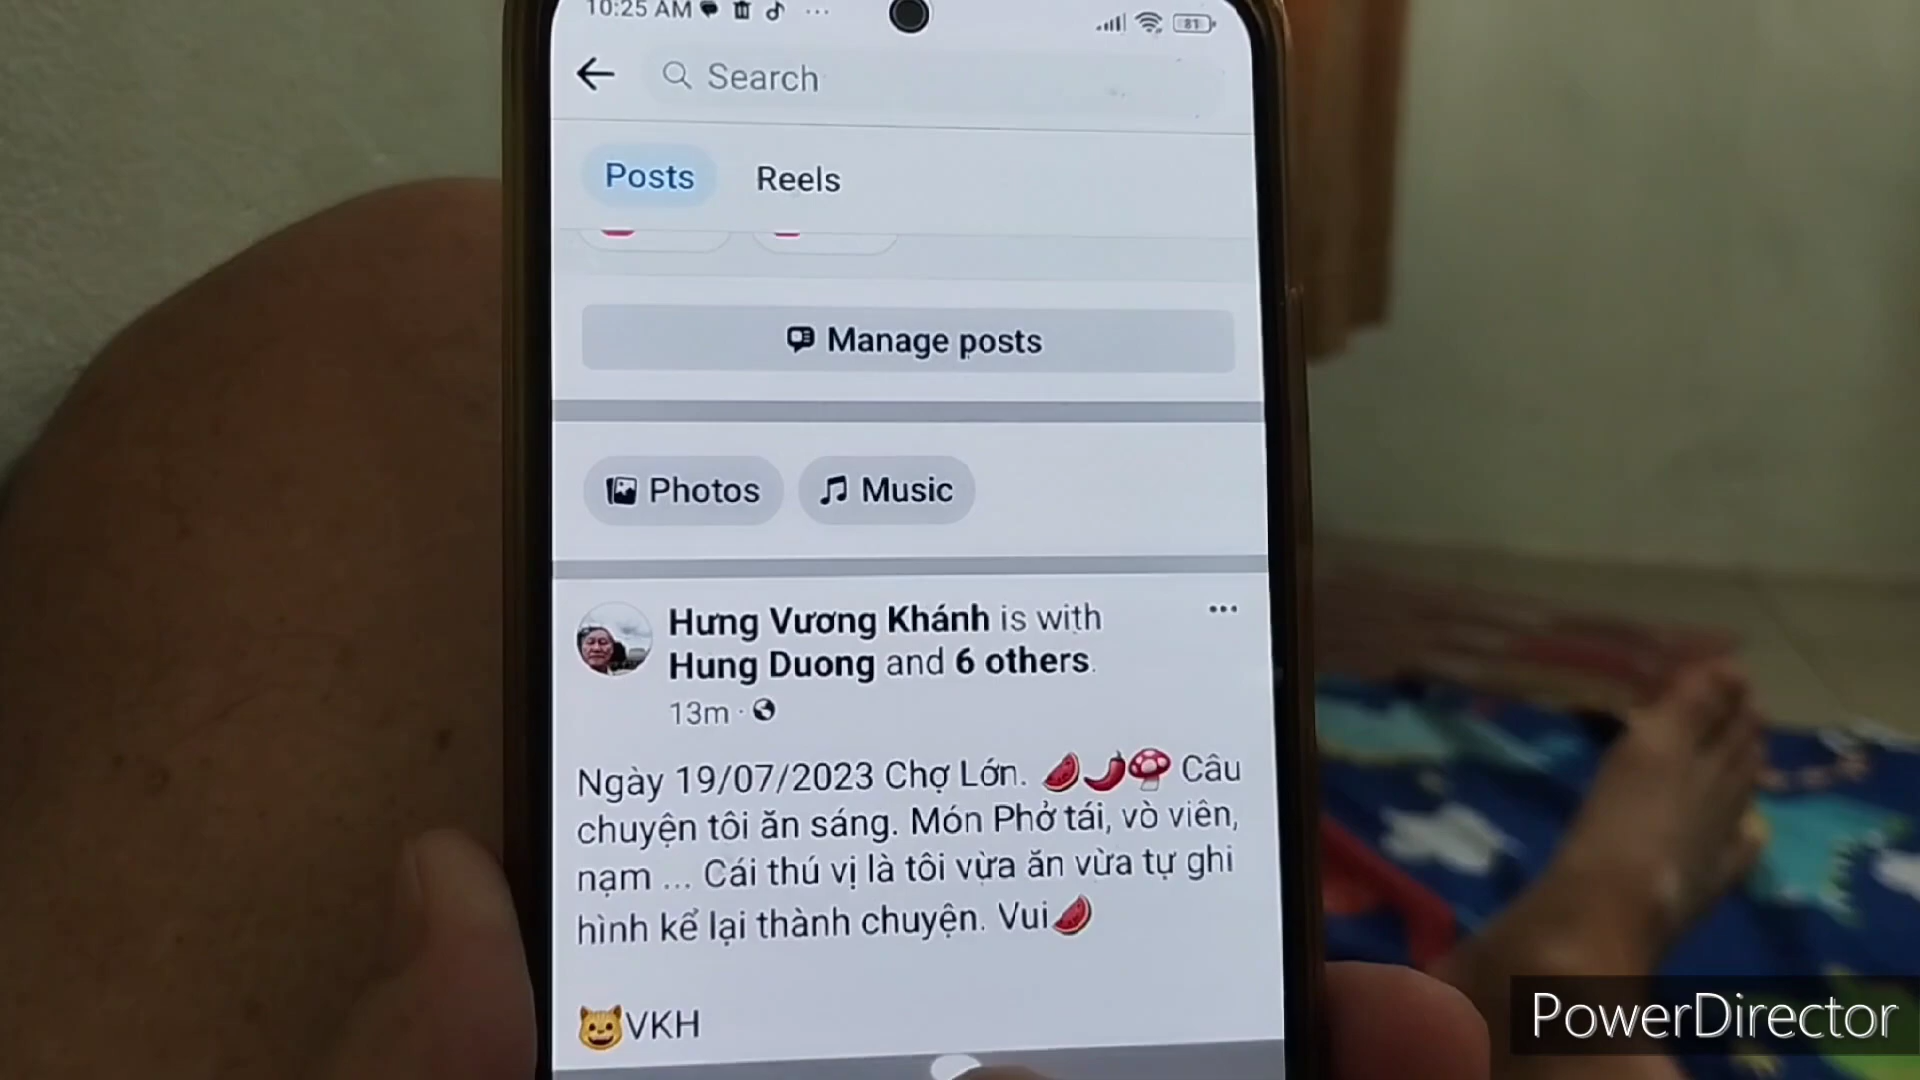 10:25 AM
81
Search
Posts Reels
Manage posts
Photos Music
Hưng Vương Khánh is with
Hung Duong and 6 others.
13m ·
Ngày 19/07/2023 Chợ Lớn. 🍉🌶️🍄 Câu
chuyện tôi ăn sáng. Món Phở tái, vò viên,
nạm ... Cái thú vị là tôi vừa ăn vừa tự ghi
hình kể lại thành chuyện. Vui🍉
😺VKH
PowerDirector